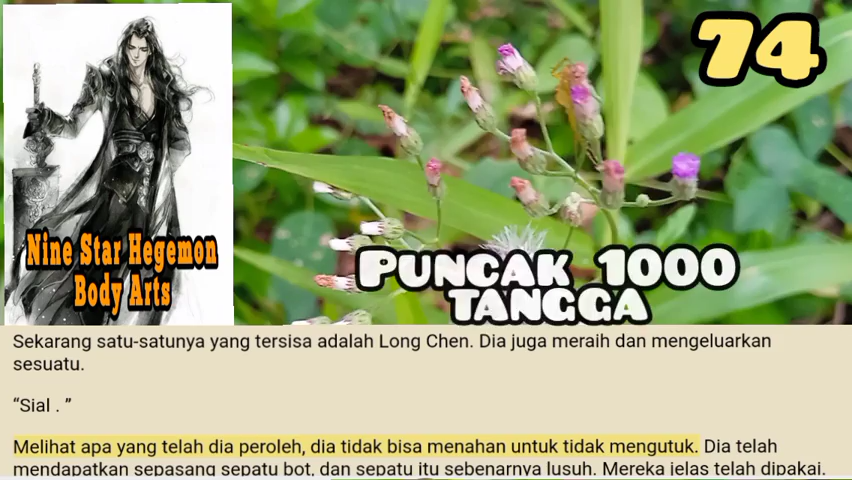 74
Nine Star Hegemon
Body Arts
PUNCAK 1000
TANGGA
Sekarang satu-satunya yang tersisa adalah Long Chen. Dia juga meraih dan mengeluarkan
sesuatu.
“Sial . ”
Melihat apa yang telah dia peroleh, dia tidak bisa menahan untuk tidak mengutuk. Dia telah
mendapatkan sepasang sepatu bot, dan sepatu itu sebenarnya lusuh. Mereka jelas telah dipakai.